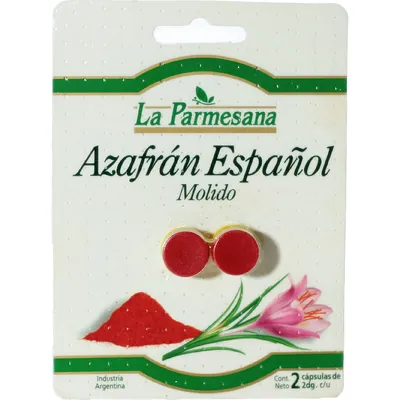 La Parmesana
Azafrán Español
Molido
Industria
Argentina
Cont. 2 cápsulas de
Neto 2dg. c/u